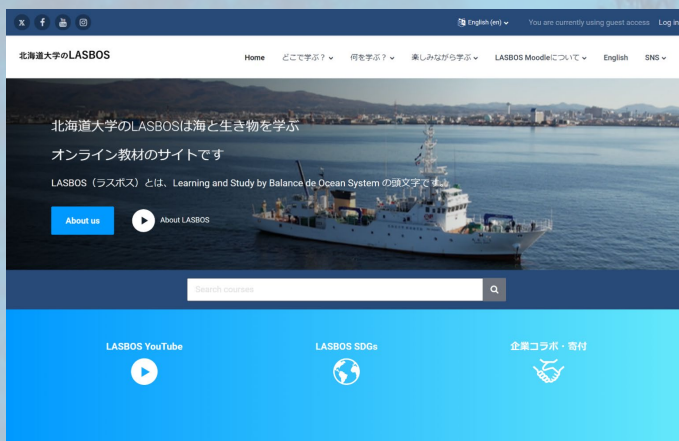 English (en)
You are currently using guest access
Log in
北海道大学のLASBOS
Home
どこで学ぶ？
何を学ぶ？
楽しみながら学ぶ
LASBOS Moodleについて
English
SNS
北海道大学のLASBOSは海と生き物を学ぶ
オンライン教材のサイトです
LASBOS（ラスボス）とは、Learning and Study by Balance de Ocean System の頭文字です。
About us
About LASBOS
Search courses
LASBOS YouTube
LASBOS SDGs
企業コラボ・寄付